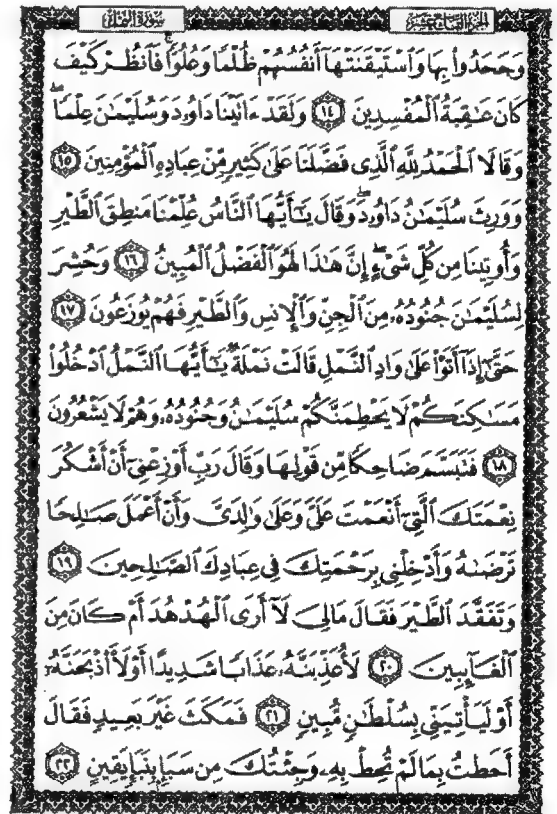 الجزء التاسع عشر سورة النمل
وَجَحَدُوا۟ بِهَا وَٱسْتَيْقَنَتْهَآ أَنفُسُهُمْ ظُلْمًا وَعُلُوًّا ۚ فَٱنظُرْ كَيْفَ
كَانَ عَـٰقِبَةُ ٱلْمُفْسِدِينَ ١٤ وَلَقَدْ ءَاتَيْنَا دَاوُۥدَ وَسُلَيْمَـٰنَ عِلْمًا ۖ
وَقَالَا ٱلْحَمْدُ لِلَّهِ ٱلَّذِى فَضَّلَنَا عَلَىٰ كَثِيرٍ مِّنْ عِبَادِهِ ٱلْمُؤْمِنِينَ ١٥
وَوَرِثَ سُلَيْمَـٰنُ دَاوُۥدَ ۖ وَقَالَ يَـٰٓأَيُّهَا ٱلنَّاسُ عُلِّمْنَا مَنطِقَ ٱلطَّيْرِ
وَأُوتِينَا مِن كُلِّ شَىْءٍ ۖ إِنَّ هَـٰذَا لَهُوَ ٱلْفَضْلُ ٱلْمُبِينُ ١٦ وَحُشِرَ
لِسُلَيْمَـٰنَ جُنُودُهُۥ مِنَ ٱلْجِنِّ وَٱلْإِنسِ وَٱلطَّيْرِ فَهُمْ يُوزَعُونَ ١٧
حَتَّىٰٓ إِذَآ أَتَوْا۟ عَلَىٰ وَادِ ٱلنَّمْلِ قَالَتْ نَمْلَةٌ يَـٰٓأَيُّهَا ٱلنَّمْلُ ٱدْخُلُوا۟
مَسَـٰكِنَكُمْ لَا يَحْطِمَنَّكُمْ سُلَيْمَـٰنُ وَجُنُودُهُۥ وَهُمْ لَا يَشْعُرُونَ
١٨ فَتَبَسَّمَ ضَاحِكًا مِّن قَوْلِهَا وَقَالَ رَبِّ أَوْزِعْنِىٓ أَنْ أَشْكُرَ
نِعْمَتَكَ ٱلَّتِىٓ أَنْعَمْتَ عَلَىَّ وَعَلَىٰ وَٰلِدَىَّ وَأَنْ أَعْمَلَ صَـٰلِحًا
تَرْضَىٰهُ وَأَدْخِلْنِى بِرَحْمَتِكَ فِى عِبَادِكَ ٱلصَّـٰلِحِينَ ١٩
وَتَفَقَّدَ ٱلطَّيْرَ فَقَالَ مَالِىَ لَآ أَرَى ٱلْهُدْهُدَ أَمْ كَانَ مِنَ
ٱلْغَآئِبِينَ ٢٠ لَأُعَذِّبَنَّهُۥ عَذَابًا شَدِيدًا أَوْ لَأَا۟ذْبَحَنَّهُۥٓ
أَوْ لَيَأْتِيَنِّى بِسُلْطَـٰنٍ مُّبِينٍ ٢١ فَمَكَثَ غَيْرَ بَعِيدٍ فَقَالَ
أَحَطتُ بِمَا لَمْ تُحِطْ بِهِۦ وَجِئْتُكَ مِن سَبَإٍۭ بِنَبَإٍ يَقِينٍ ٢٢